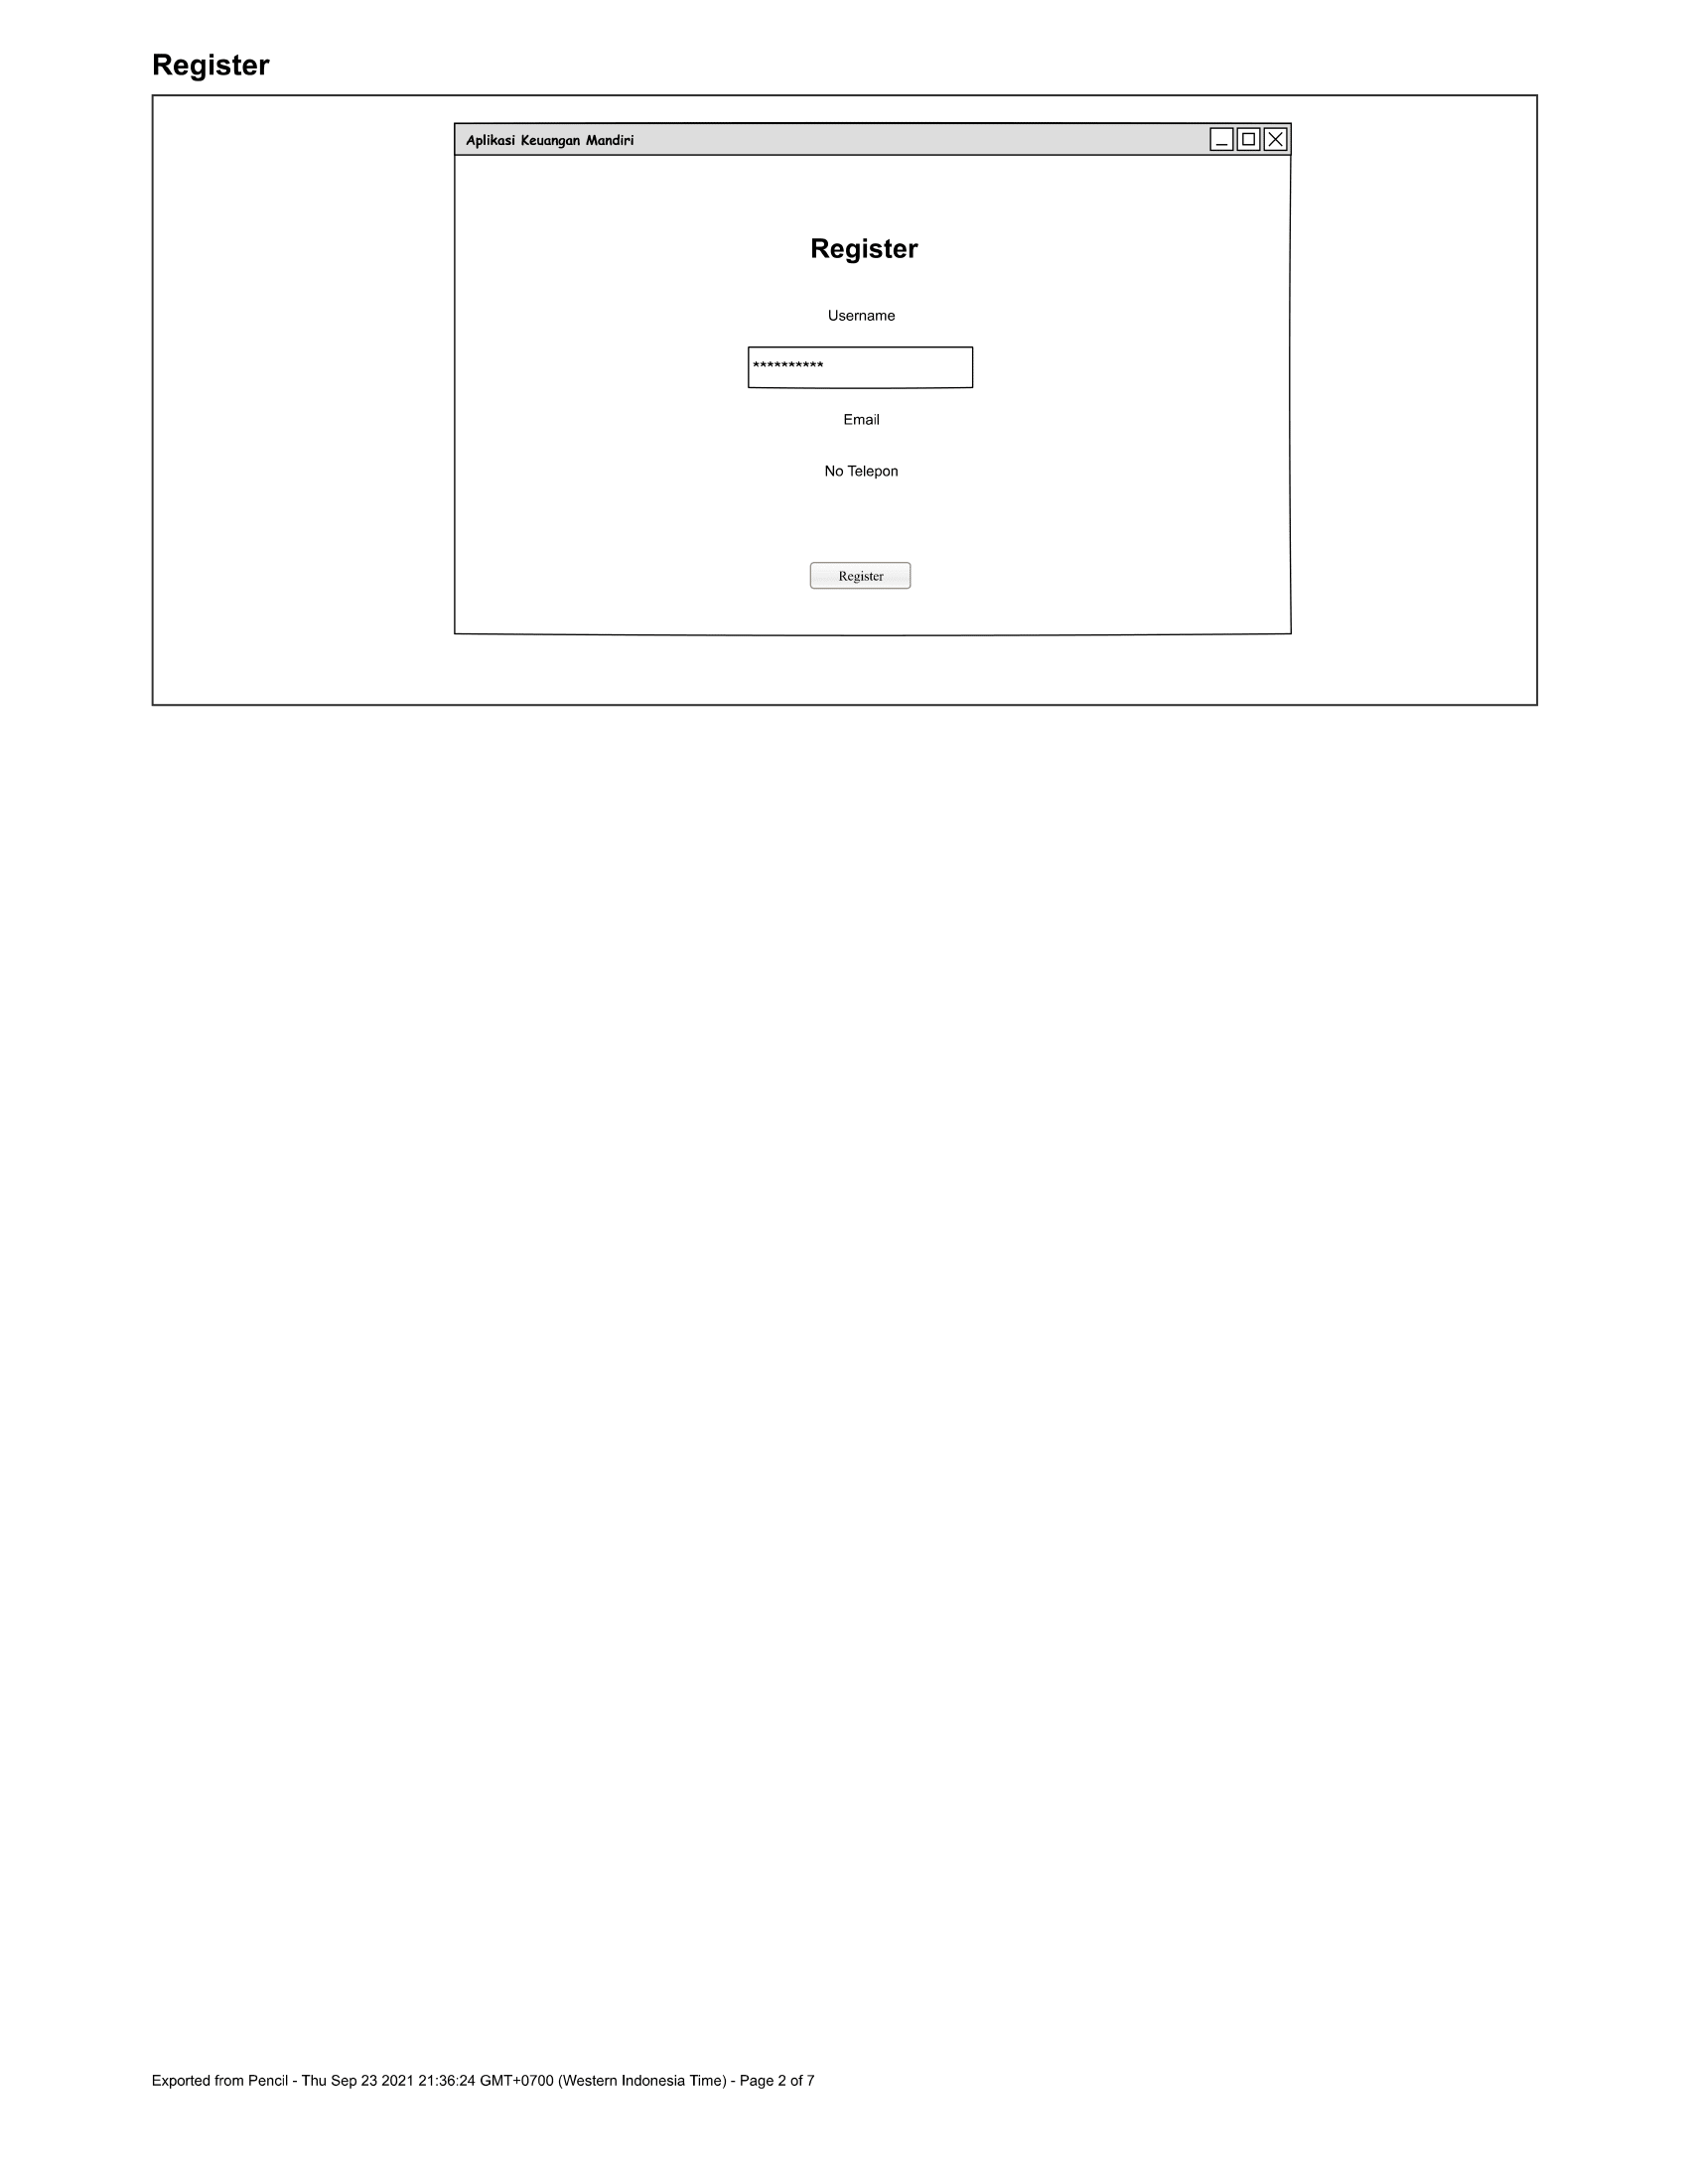 Register
Aplikasi Keuangan Mandiri
Register
Username
**********
Email
No Telepon
Register
Exported from Pencil - Thu Sep 23 2021 21:36:24 GMT+0700 (Western Indonesia Time) - Page 2 of 7